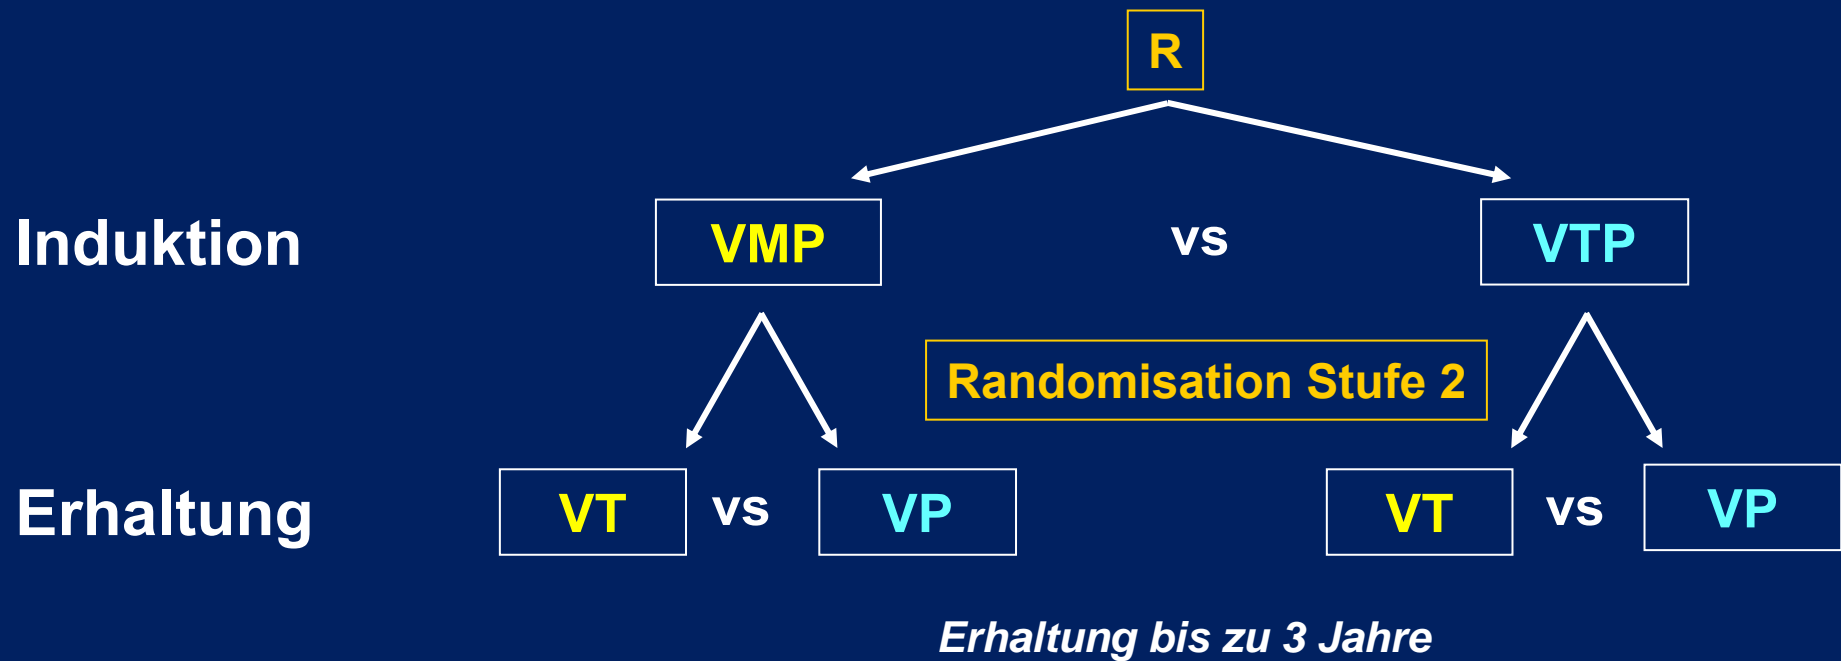 R
Induktion VMP vs VTP
Randomisation Stufe 2
Erhaltung VT vs VP VT vs VP
Erhaltung bis zu 3 Jahre